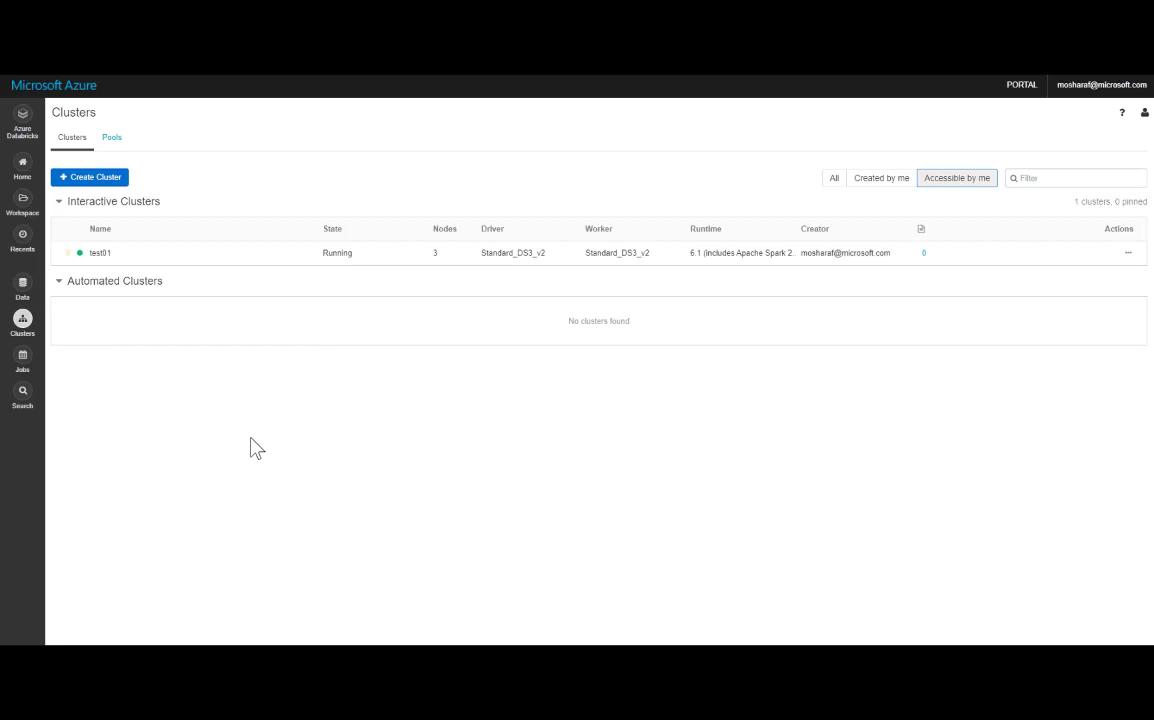 Microsoft Azure
PORTAL
mosharaf@microsoft.com
Azure
Databricks
Home
Workspace
Recents
Data
Clusters
Jobs
Search
Clusters
?
Clusters Pools
+ Create Cluster
All Created by me Accessible by me Filter
Interactive Clusters
1 clusters, 0 pinned
Name State Nodes Driver Worker Runtime Creator Actions
test01 Running 3 Standard_DS3_v2 Standard_DS3_v2 6.1 (includes Apache Spark 2... mosharaf@microsoft.com 0 ...
Automated Clusters
No clusters found